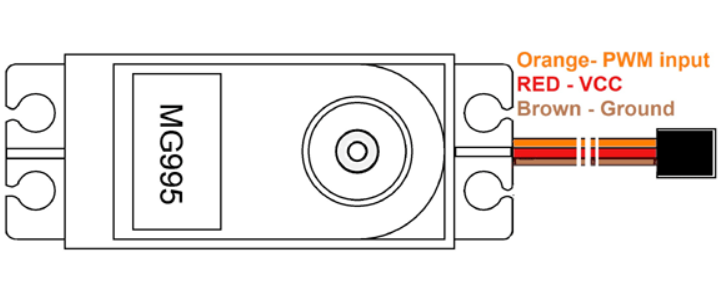 Orange- PWM input
RED - VCC
Brown - Ground
MG995